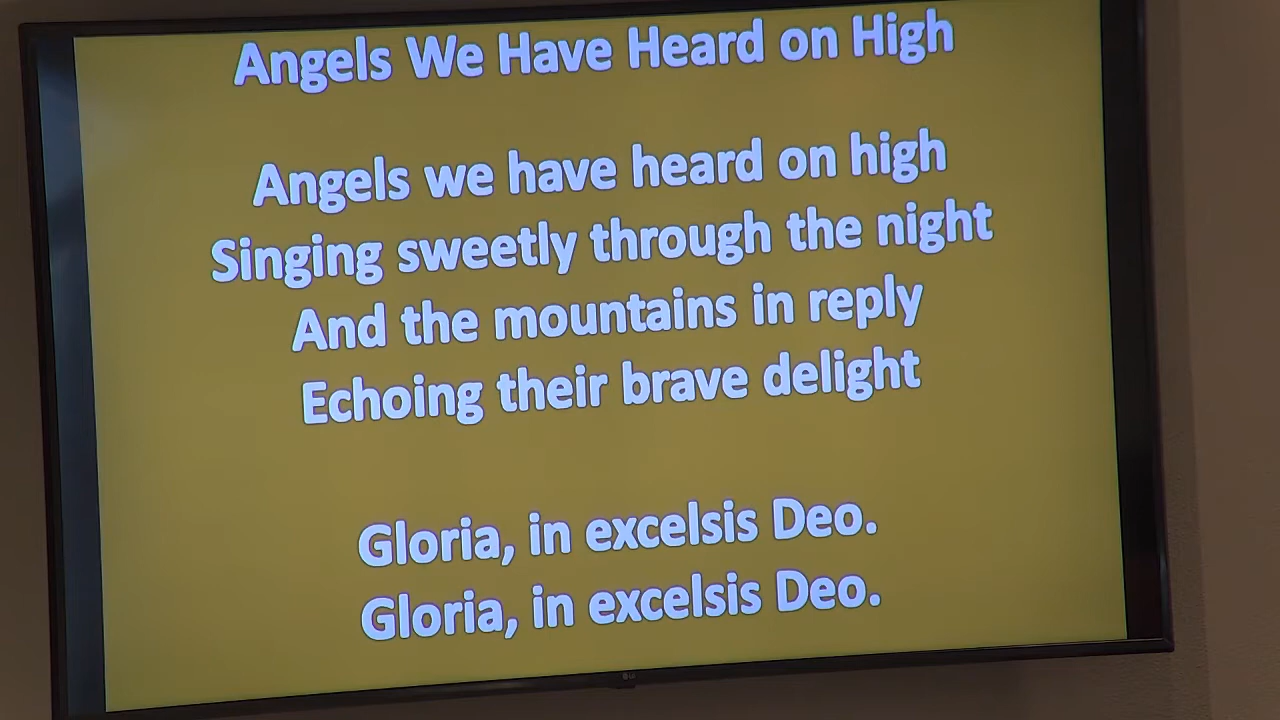 Angels We Have Heard on High
Angels we have heard on high
Singing sweetly through the night
And the mountains in reply
Echoing their brave delight
Gloria, in excelsis Deo.
Gloria, in excelsis Deo.